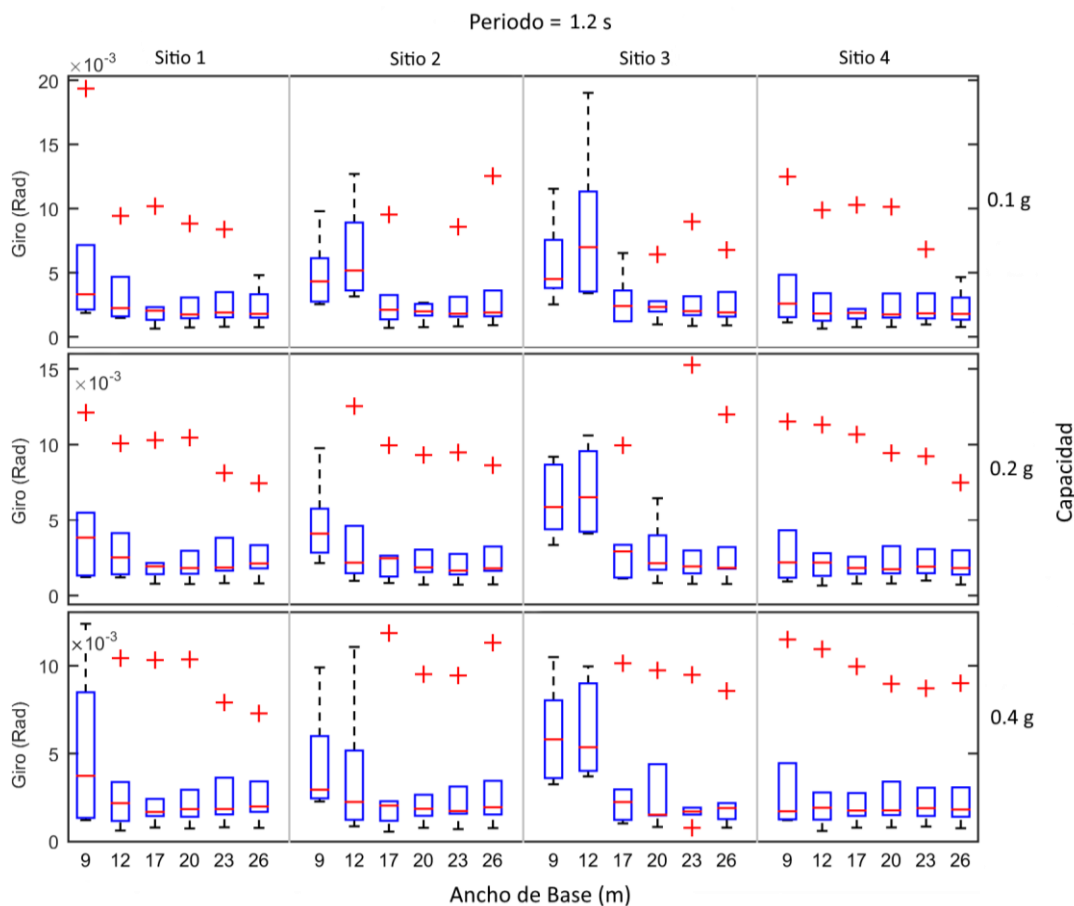 Periodo = 1.2 s
Sitio 1 Sitio 2 Sitio 3 Sitio 4
×10⁻³
20
15
10
5
0
Giro (Rad)
0.1 g
×10⁻³
15
10
5
0
Giro (Rad)
0.2 g
Capacidad
×10⁻³
10
5
0
Giro (Rad)
0.4 g
9 12 17 20 23 26 9 12 17 20 23 26 9 12 17 20 23 26 9 12 17 20 23 26
Ancho de Base (m)